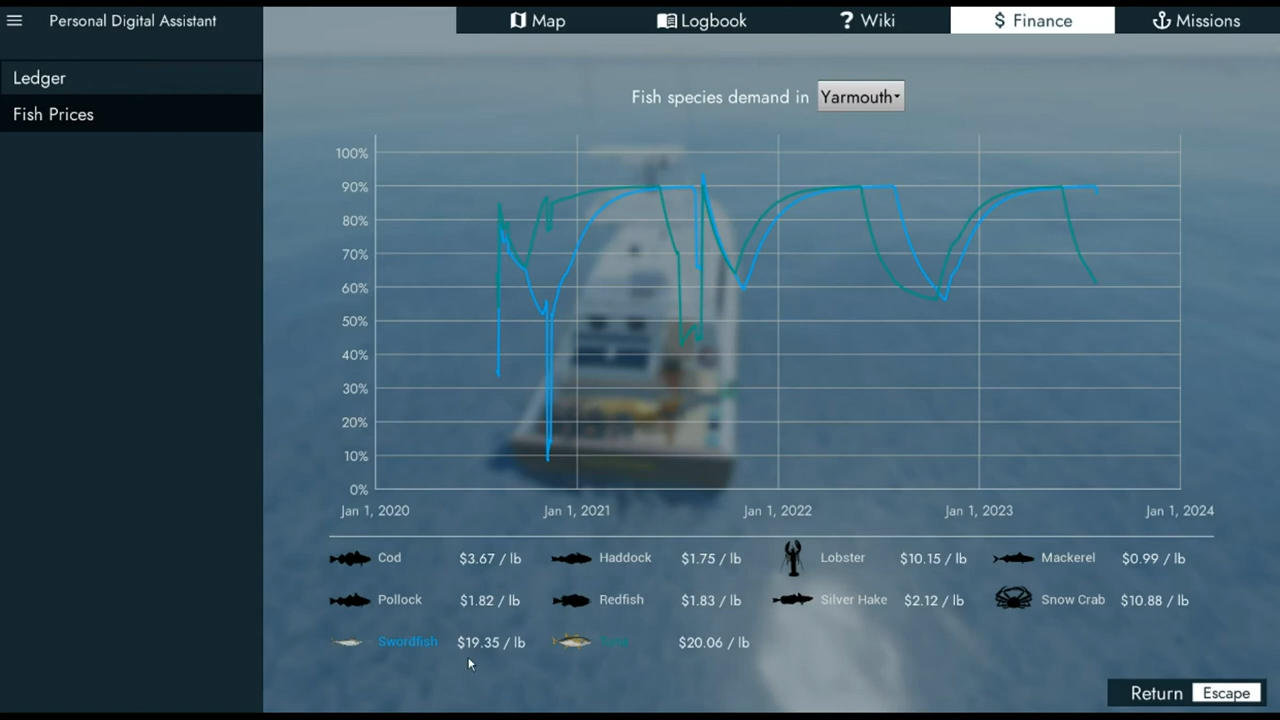 Personal Digital Assistant
Map
Logbook
? Wiki
$ Finance
Missions
Ledger
Fish Prices
Fish species demand in Yarmouth
100%
90%
80%
70%
60%
50%
40%
30%
20%
10%
0%
Jan 1, 2020 Jan 1, 2021 Jan 1, 2022 Jan 1, 2023 Jan 1, 2024
Cod $3.67 / lb Haddock $1.75 / lb Lobster $10.15 / lb Mackerel $0.99 / lb
Pollock $1.82 / lb Redfish $1.83 / lb Silver Hake $2.12 / lb Snow Crab $10.88 / lb
Swordfish $19.35 / lb $20.06 / lb
Return Escape